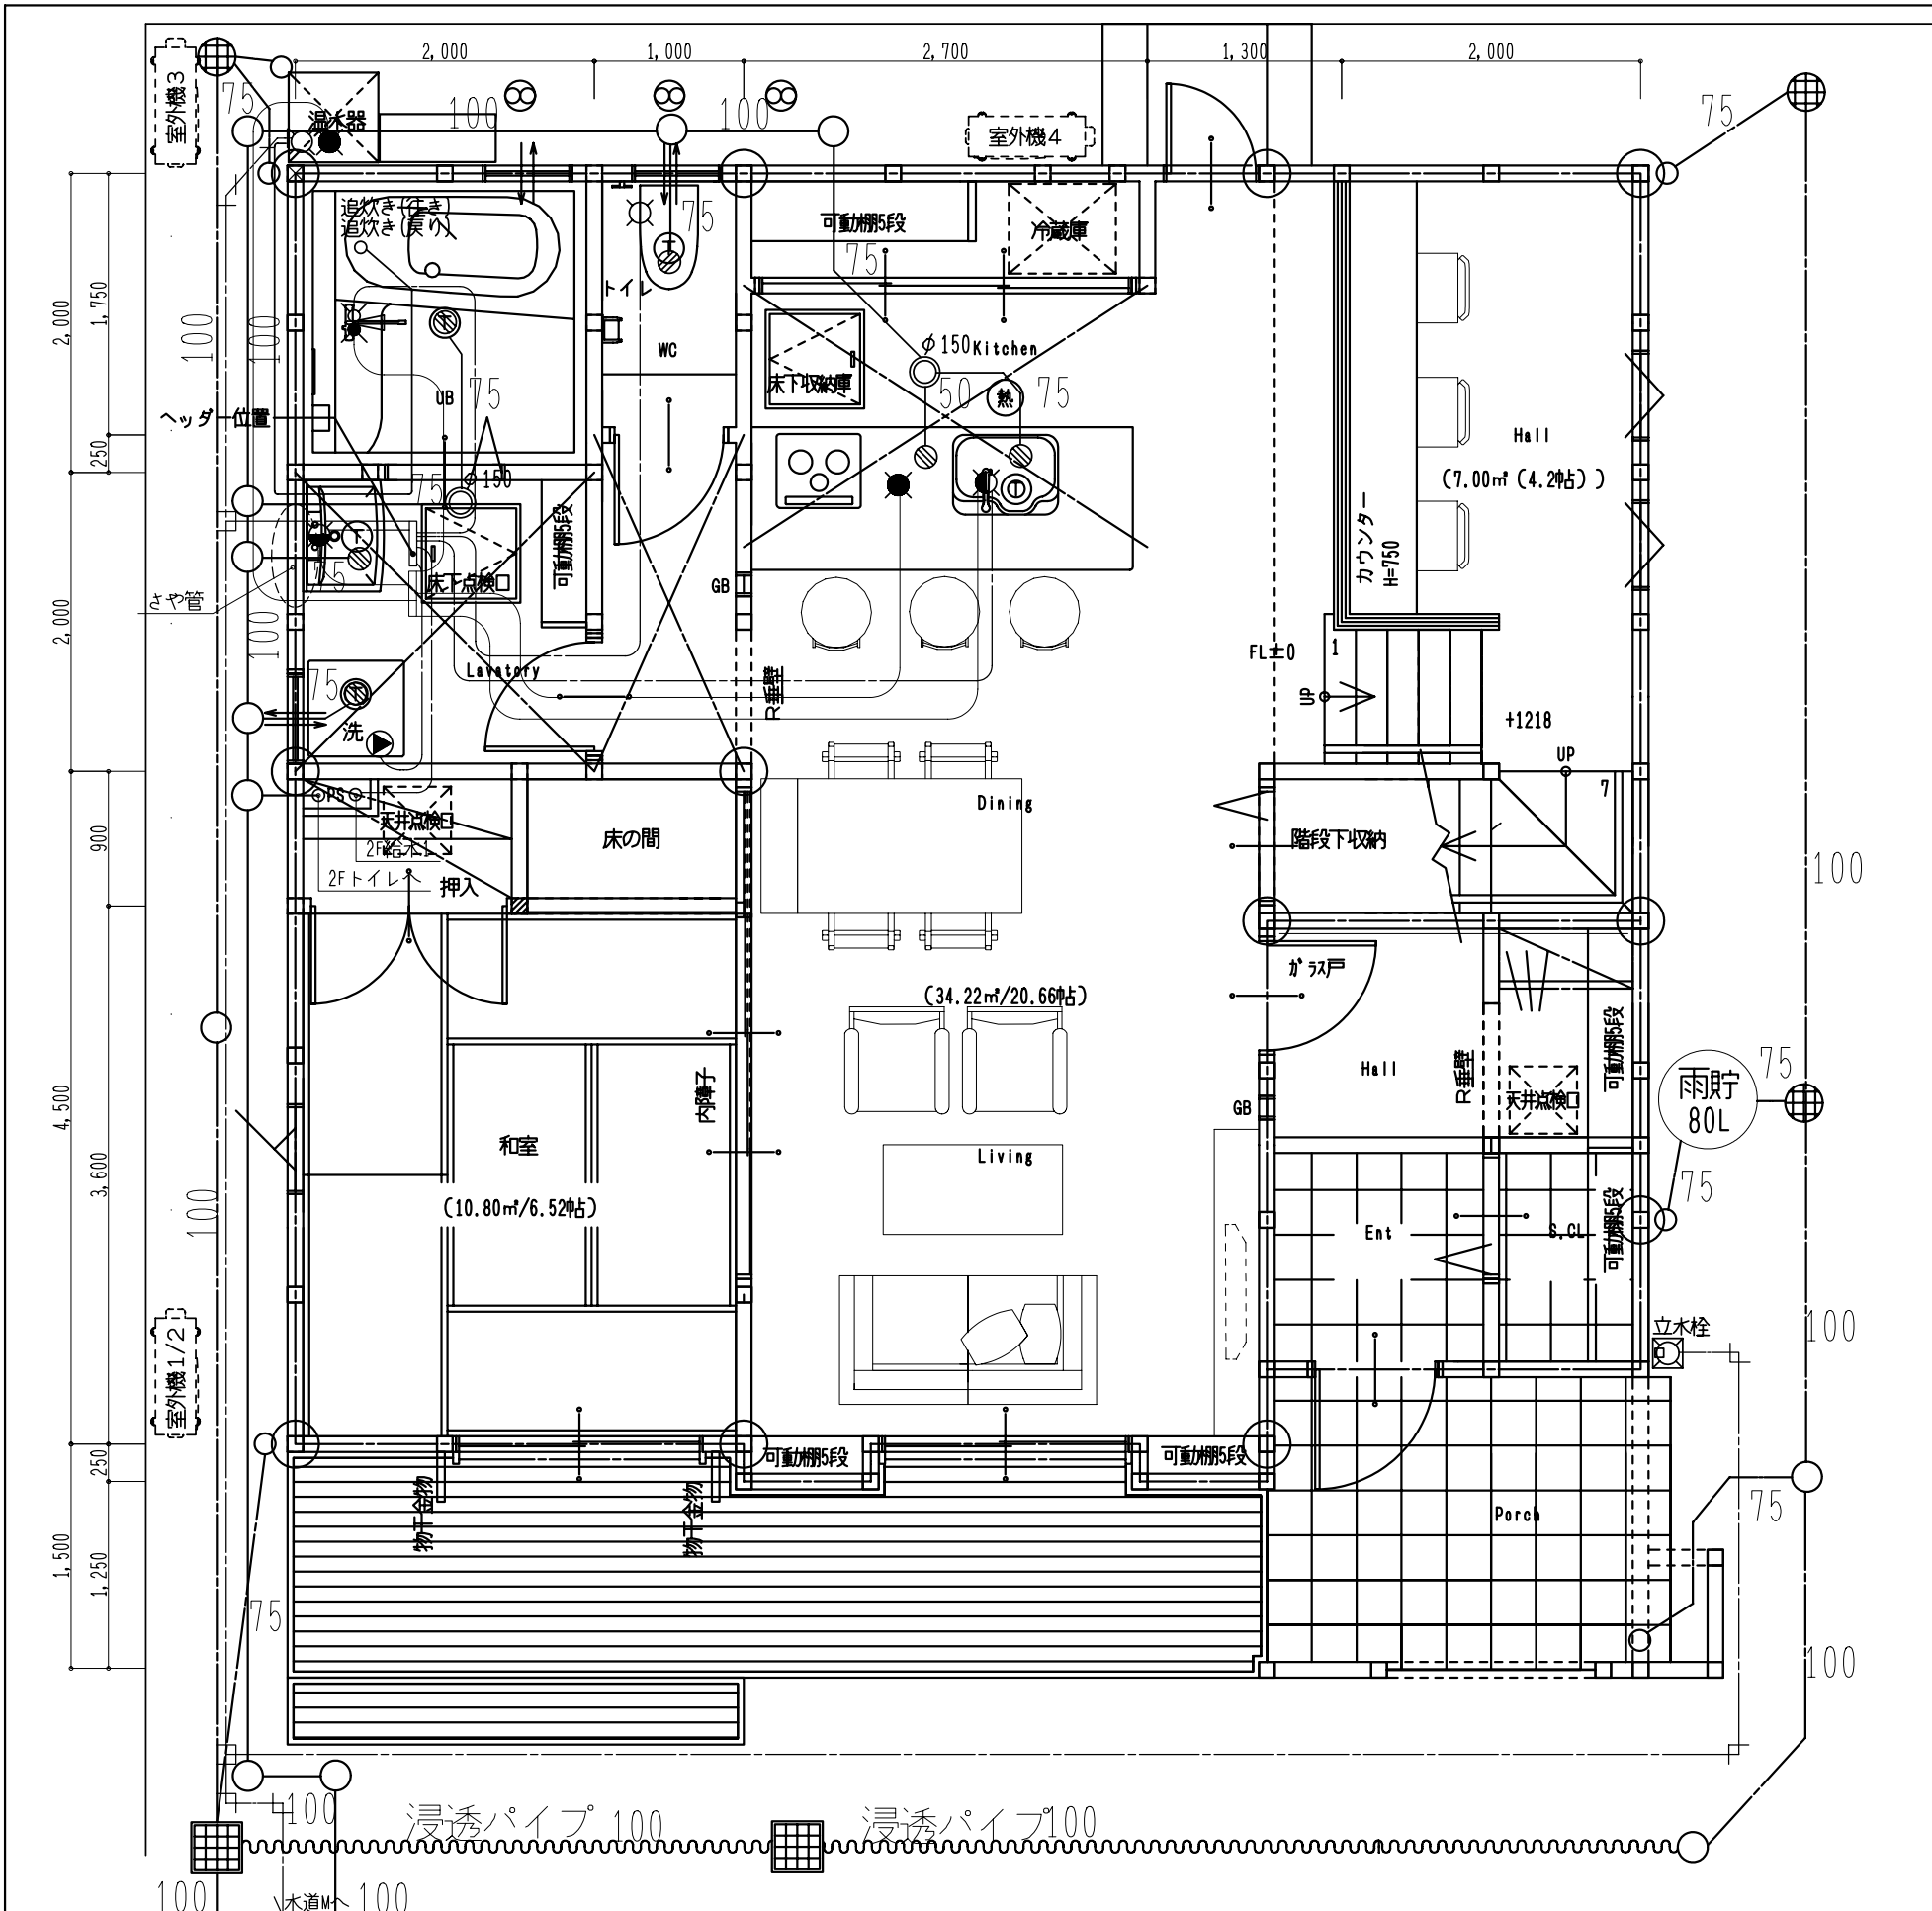 2,000
1,000
2,700
1,300
2,000
室外機3
75
温水器
100
100
室外機4
75
追炊き(往き)
追炊き(戻り)
75
可動棚5段
冷蔵庫
75
トイレ
2,000
1,750
100
100
WC
φ150
Kitchen
床下収納庫
UB
75
50
熱
75
ヘッダー位置
Hall
(7.00㎡(4.2帖))
250
75
φ150
可動棚5段
カウンター
H=750
75
床下点検口
GB
さや管
2,000
100
Lavatory
R垂壁
FL±0
1
UP
75
洗
+1218
UP
7
PS
天井点検口
床の間
Dining
階段下収納
900
2F給水1
2Fトイレへ
押入
100
ガラス戸
(34.22㎡/20.66帖)
Hall
R垂壁
可動棚5段
天井点検口
雨貯
80L
75
内障子
GB
4,500
3,600
和室
Living
(10.80㎡/6.52帖)
100
75
Ent
S.CL
可動棚5段
立水栓
100
室外機1/2
可動棚5段
可動棚5段
250
物干金物
物干金物
Porch
75
1,500
1,250
75
100
100
浸透パイプ
100
浸透パイプ
100
100
水道Mへ
100